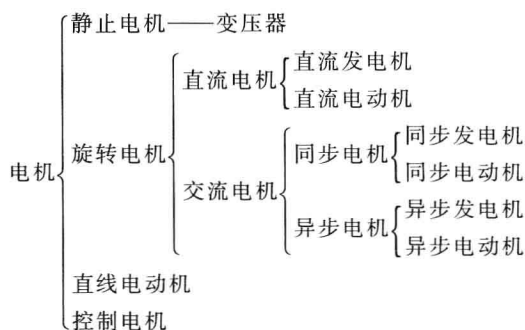 静止电机——变压器
直流发电机
直流电机
直流电动机
旋转电机
同步发电机
同步电机
同步电动机
电机
交流电机
异步发电机
异步电机
异步电动机
直线电动机
控制电机